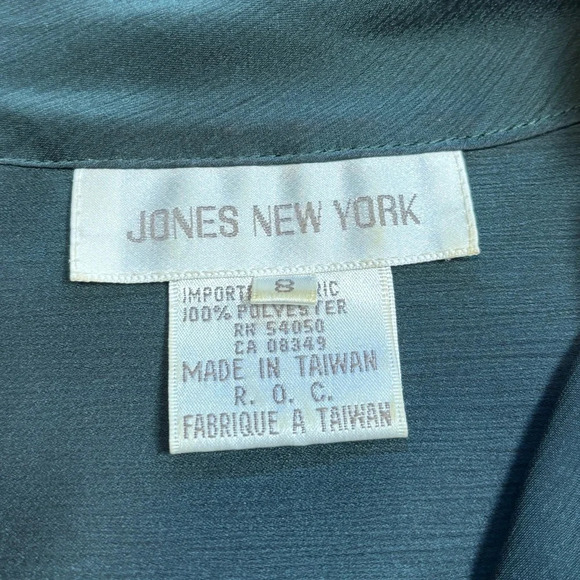 JONES NEW YORK
8
100% POLYESTER
RN 54050
CA 08349
MADE IN TAIWAN
R. O. C.
FABRIQUE A TAIWAN